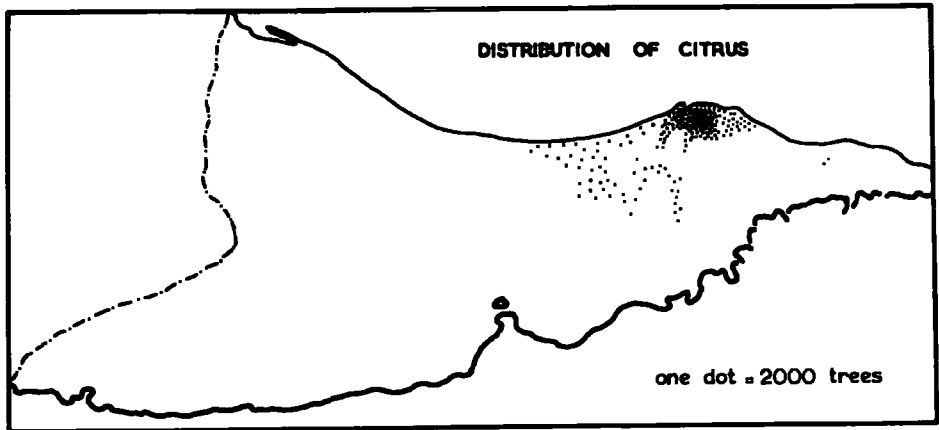 DISTRIBUTION OF CITRUS
one dot = 2000 trees